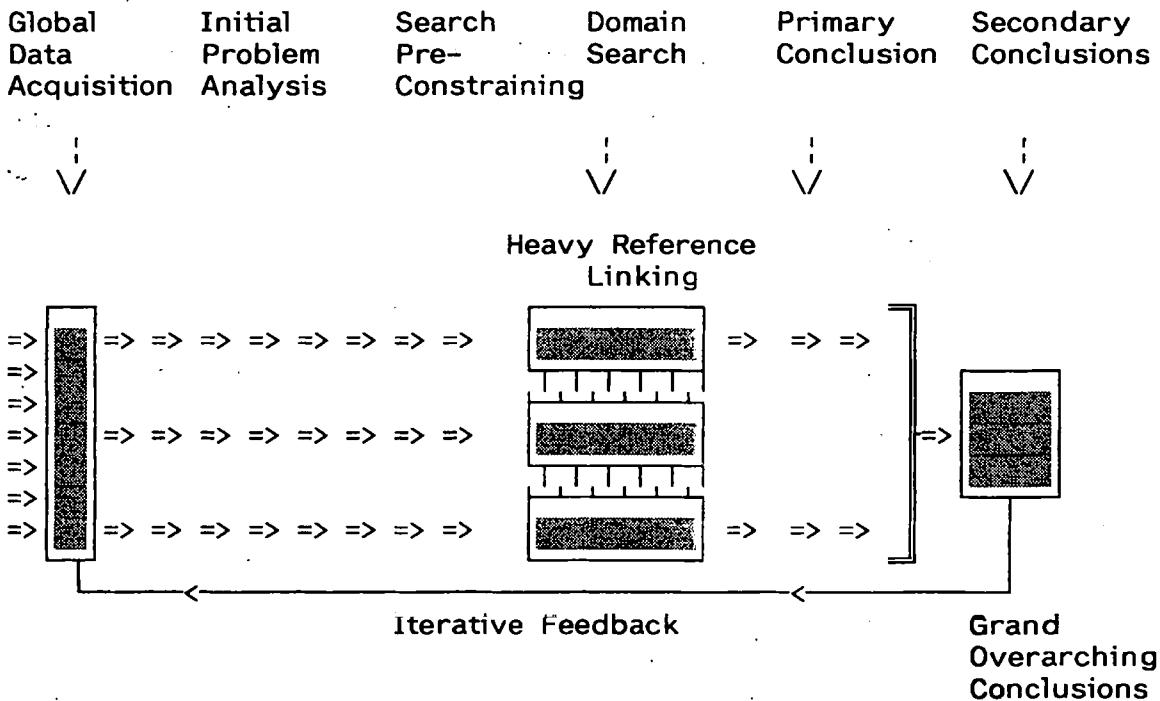 Global Initial Search Domain Primary Secondary
Data Problem Pre- Search Conclusion Conclusions
Acquisition Analysis Constraining
Heavy Reference
Linking
=> => => => => => => => => => => =>
=>
=>
=> => => => => => => => => =>
=>
=>
=> => => => => => => => => => => =>
Iterative Feedback
Grand
Overarching
Conclusions